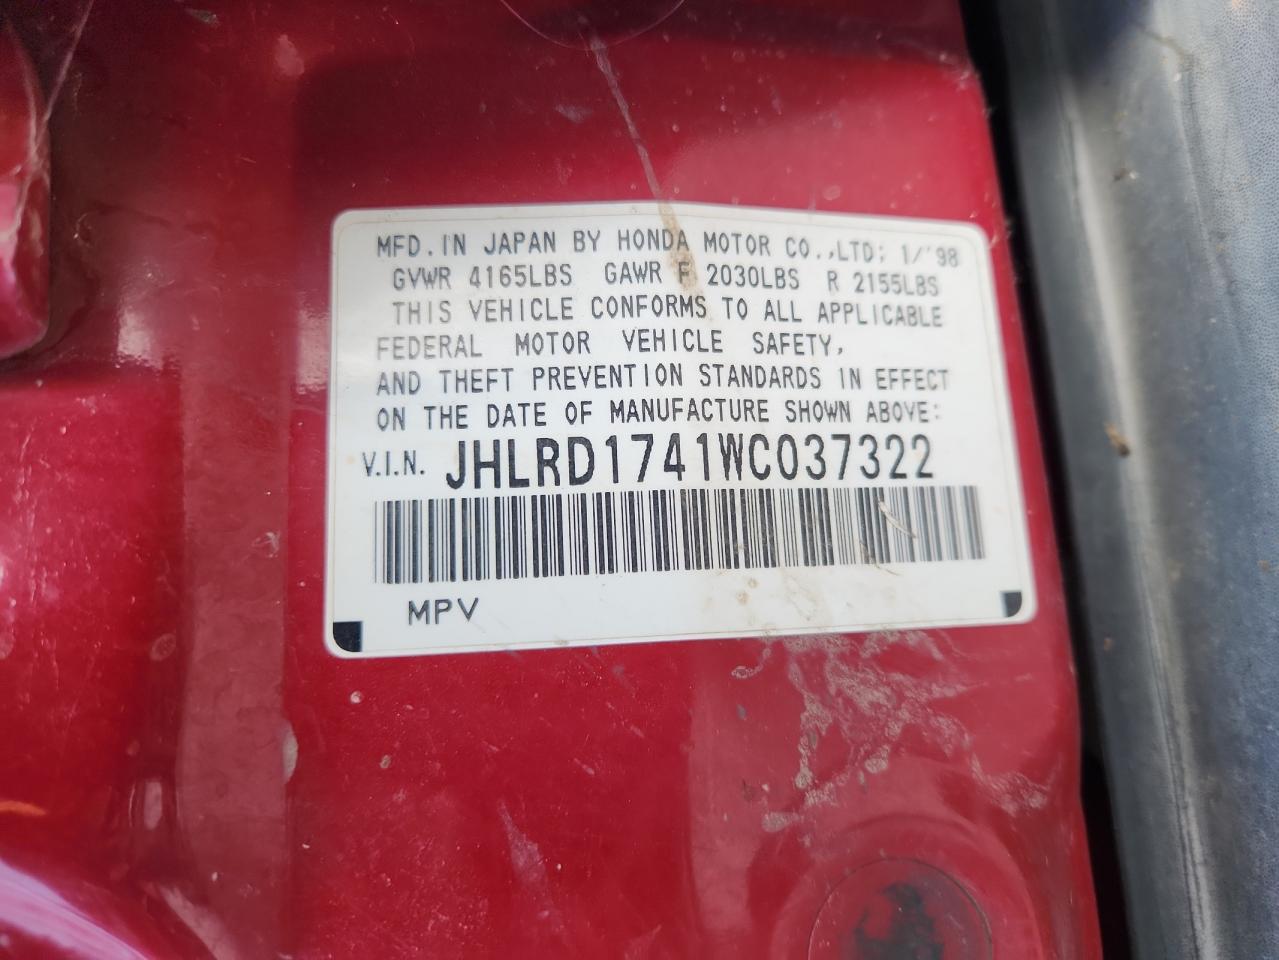 MFD. IN JAPAN BY HONDA MOTOR CO., LTD; 1/'98
GVWR 4165LBS GAWR F 2030LBS R 2155LBS
THIS VEHICLE CONFORMS TO ALL APPLICABLE
FEDERAL MOTOR VEHICLE SAFETY,
AND THEFT PREVENTION STANDARDS IN EFFECT
ON THE DATE OF MANUFACTURE SHOWN ABOVE:
V.I.N. JHLRD1741WC037322
MPV